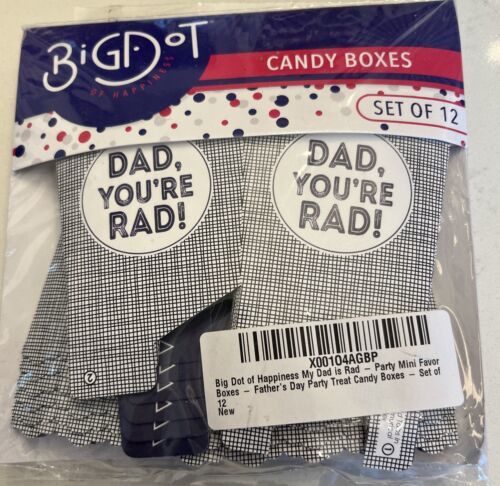 BiGDoT
OF HAPPINESS
CANDY BOXES
SET OF 12
DAD,
YOU'RE
RAD!
DAD,
YOU'RE
RAD!
X00104AGBP
Big Dot of Happiness My Dad is Rad – Party Mini Favor
Boxes – Father's Day Party Treat Candy Boxes – Set of
12
New